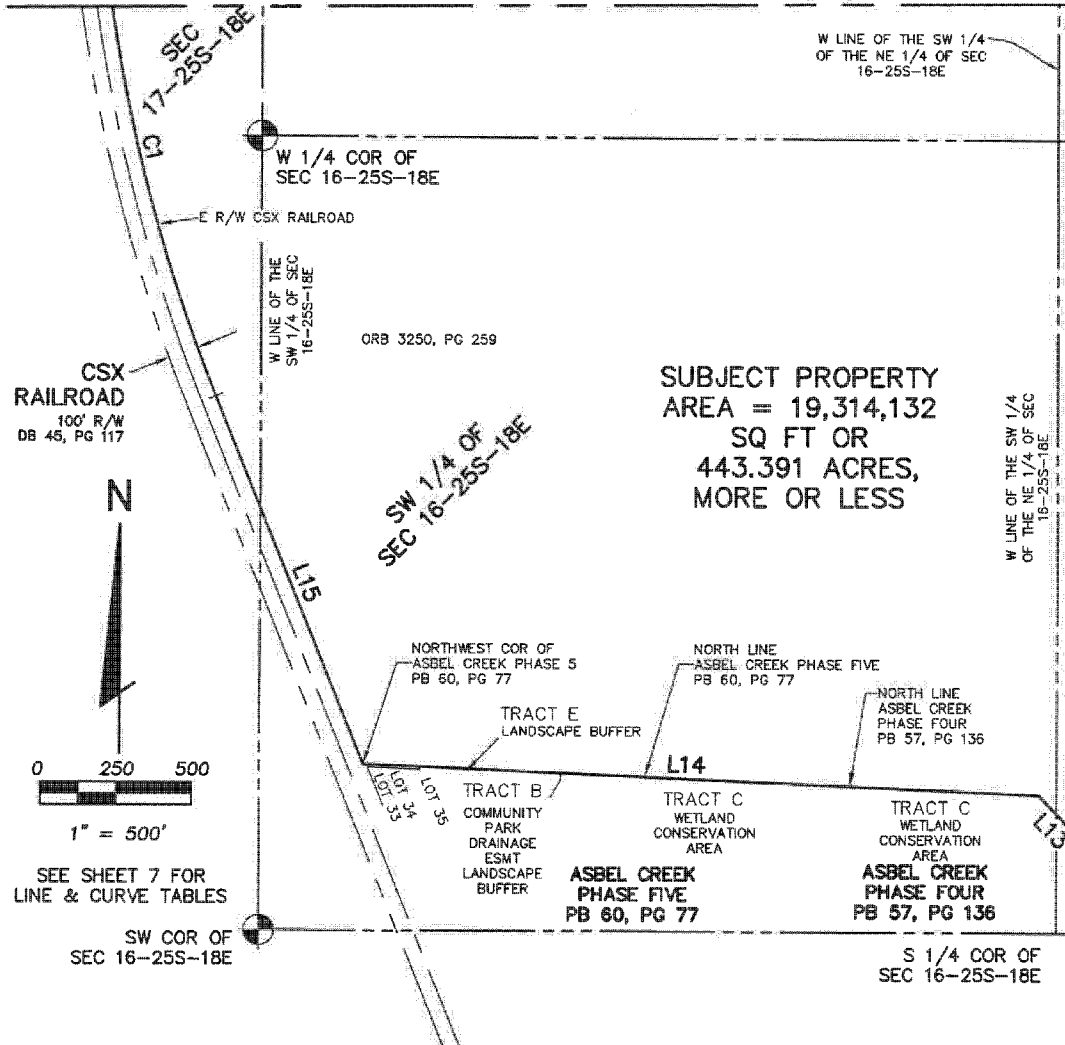 SEC
17-25S-18E
W LINE OF THE SW 1/4
OF THE NE 1/4 OF SEC
16-25S-18E
C1
W 1/4 COR OF
SEC 16-25S-18E
E R/W CSX RAILROAD
W LINE OF THE
SW 1/4 OF SEC
16-25S-18E
ORB 3250, PG 259
CSX
RAILROAD
100' R/W
DB 45, PG 117
SUBJECT PROPERTY
AREA = 19,314,132
SQ FT OR
443.391 ACRES,
MORE OR LESS
W LINE OF THE SW 1/4
OF THE NE 1/4 OF SEC
16-25S-18E
SW 1/4 OF
SEC 16-25S-18E
N
L15
NORTHWEST COR OF
ASBEL CREEK PHASE 5
PB 60, PG 77
NORTH LINE
ASBEL CREEK PHASE FIVE
PB 60, PG 77
NORTH LINE
ASBEL CREEK
PHASE FOUR
PB 57, PG 136
TRACT E
LANDSCAPE BUFFER
L14
L13
0 250 500
1" = 500'
LOT 33
LOT 34
LOT 35
TRACT B
COMMUNITY
PARK
DRAINAGE
ESMT
LANDSCAPE
BUFFER
TRACT C
WETLAND
CONSERVATION
AREA
TRACT C
WETLAND
CONSERVATION
AREA
ASBEL CREEK
PHASE FIVE
PB 60, PG 77
ASBEL CREEK
PHASE FOUR
PB 57, PG 136
SEE SHEET 7 FOR
LINE & CURVE TABLES
SW COR OF
SEC 16-25S-18E
S 1/4 COR OF
SEC 16-25S-18E